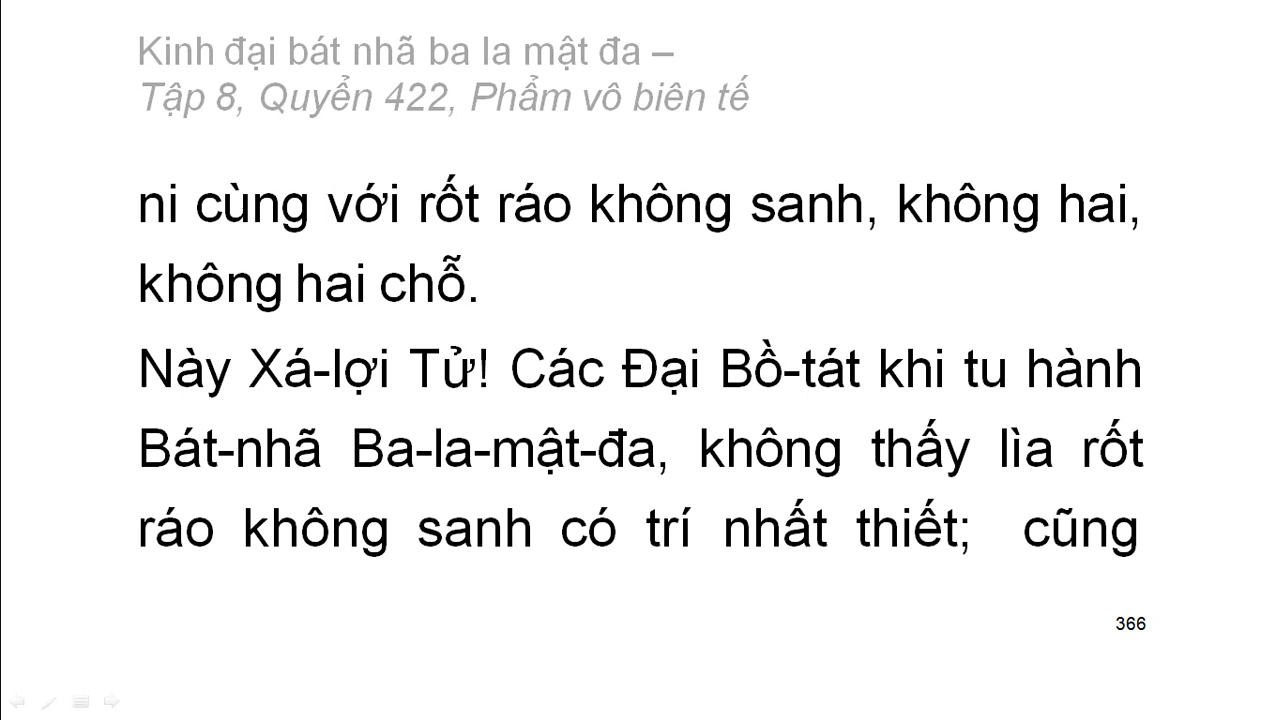 Kinh đại bát nhã ba la mật đa –
Tập 8, Quyển 422, Phẩm vô biên tế
ni cùng với rốt ráo không sanh, không hai,
không hai chỗ.
Này Xá-lợi Tử! Các Đại Bồ-tát khi tu hành
Bát-nhã Ba-la-mật-đa, không thấy lìa rốt
ráo không sanh có trí nhất thiết; cũng
366